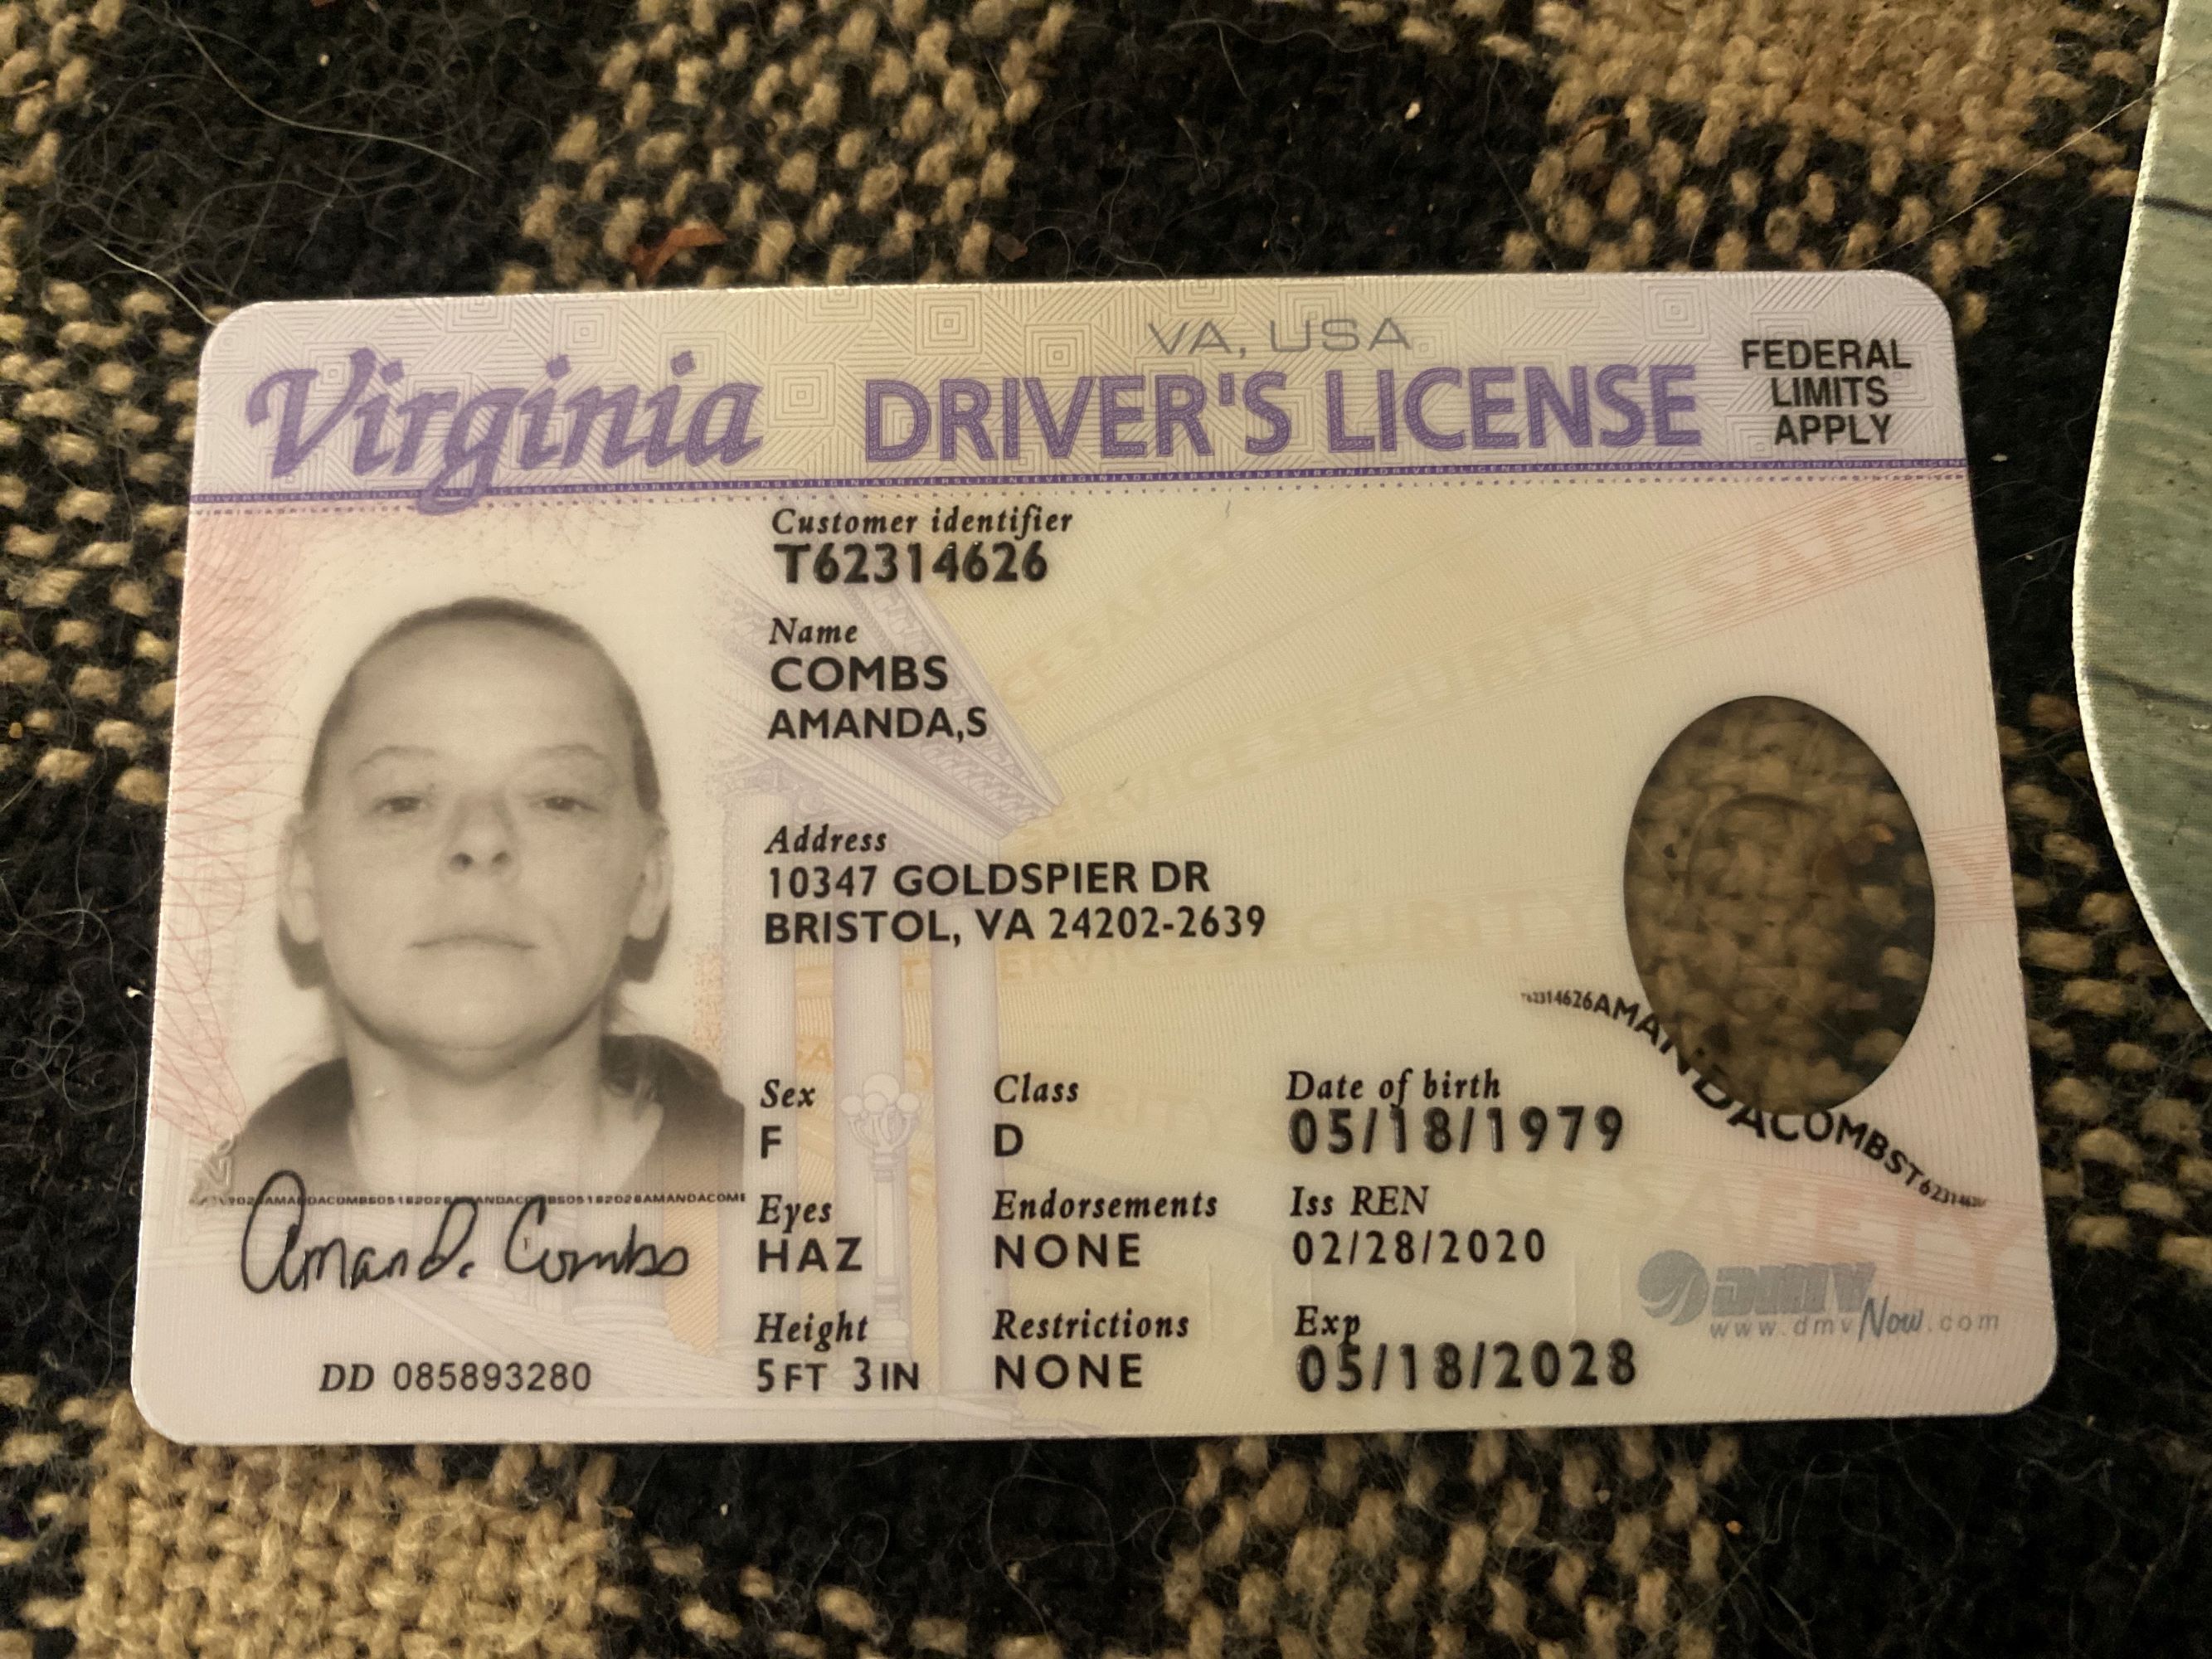 Virginia DRIVER'S LICENSE
VA, USA
FEDERAL
LIMITS
APPLY
Customer identifier
T62314626
Name
COMBS
AMANDA,S
Address
10347 GOLDSPIER DR
BRISTOL, VA 24202-2639
Sex
F
Class
D
Date of birth
05/18/1979
Eyes
HAZ
Endorsements
NONE
Iss REN
02/28/2020
Height
5FT 3IN
Restrictions
NONE
Exp
05/18/2028
Amanda Combs
DD 085893280
T62314626AMANDACOMBST6231462
www.dmvNow.com